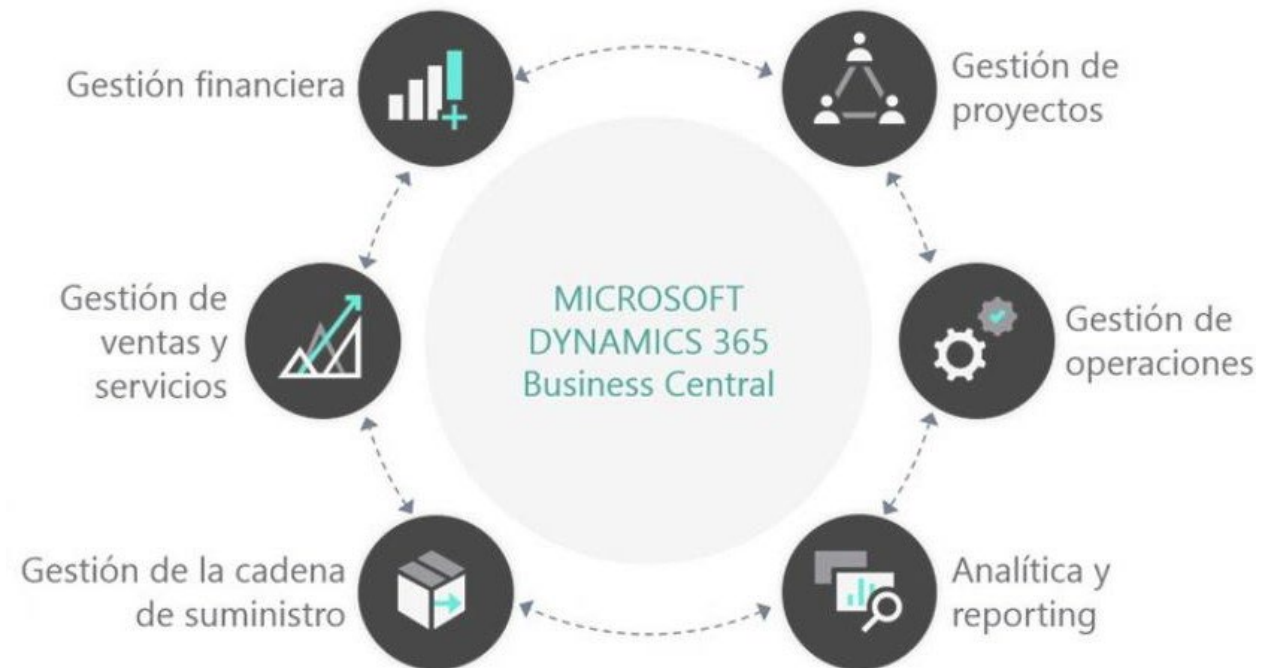 Gestión financiera
Gestión de
proyectos
Gestión de
ventas y
servicios
MICROSOFT
DYNAMICS 365
Business Central
Gestión de
operaciones
Gestión de la cadena
de suministro
Analítica y
reporting